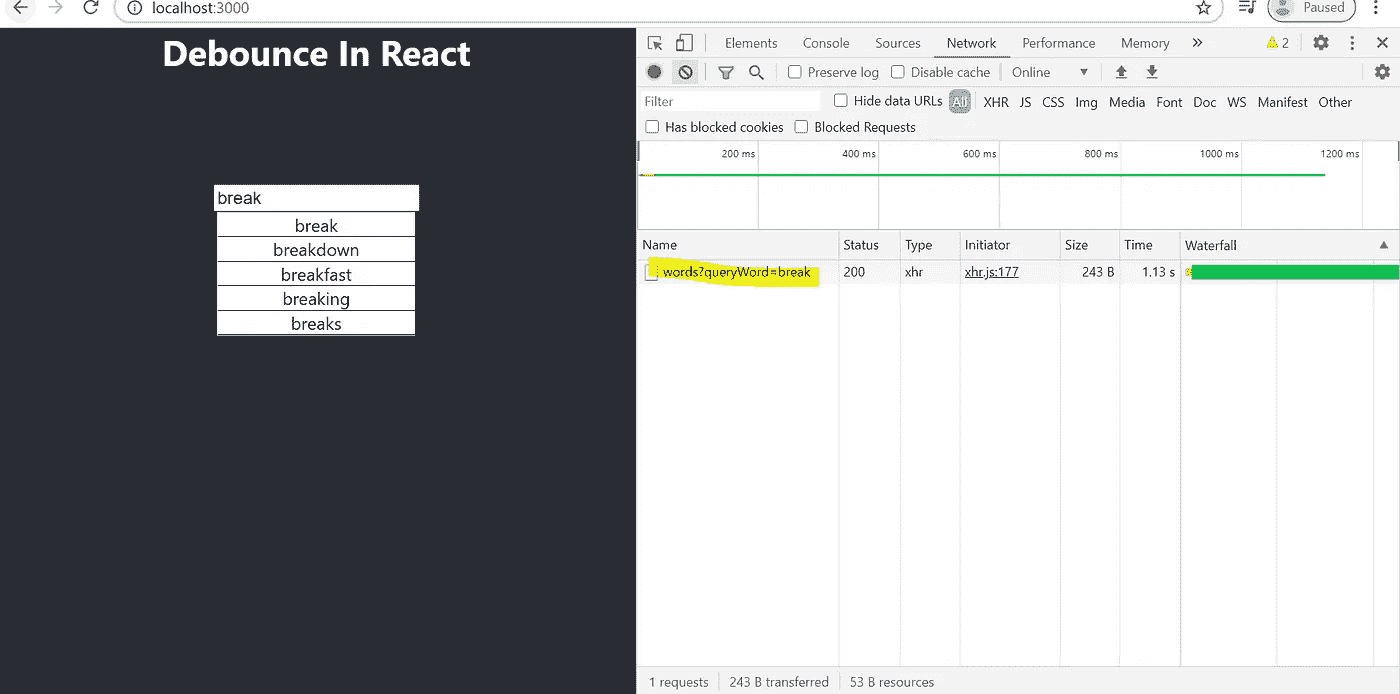 localhost:3000
Paused
Debounce In React
break
break
breakdown
breakfast
breaking
breaks
Elements Console Sources Network Performance Memory 2
Preserve log Disable cache Online
Filter Hide data URLs All XHR JS CSS Img Media Font Doc WS Manifest Other
Has blocked cookies Blocked Requests
200 ms 400 ms 600 ms 800 ms 1000 ms 1200 ms
Name Status Type Initiator Size Time Waterfall
words?queryWord=break 200 xhr xhr.js:177 243 B 1.13 s
1 requests 243 B transferred 53 B resources